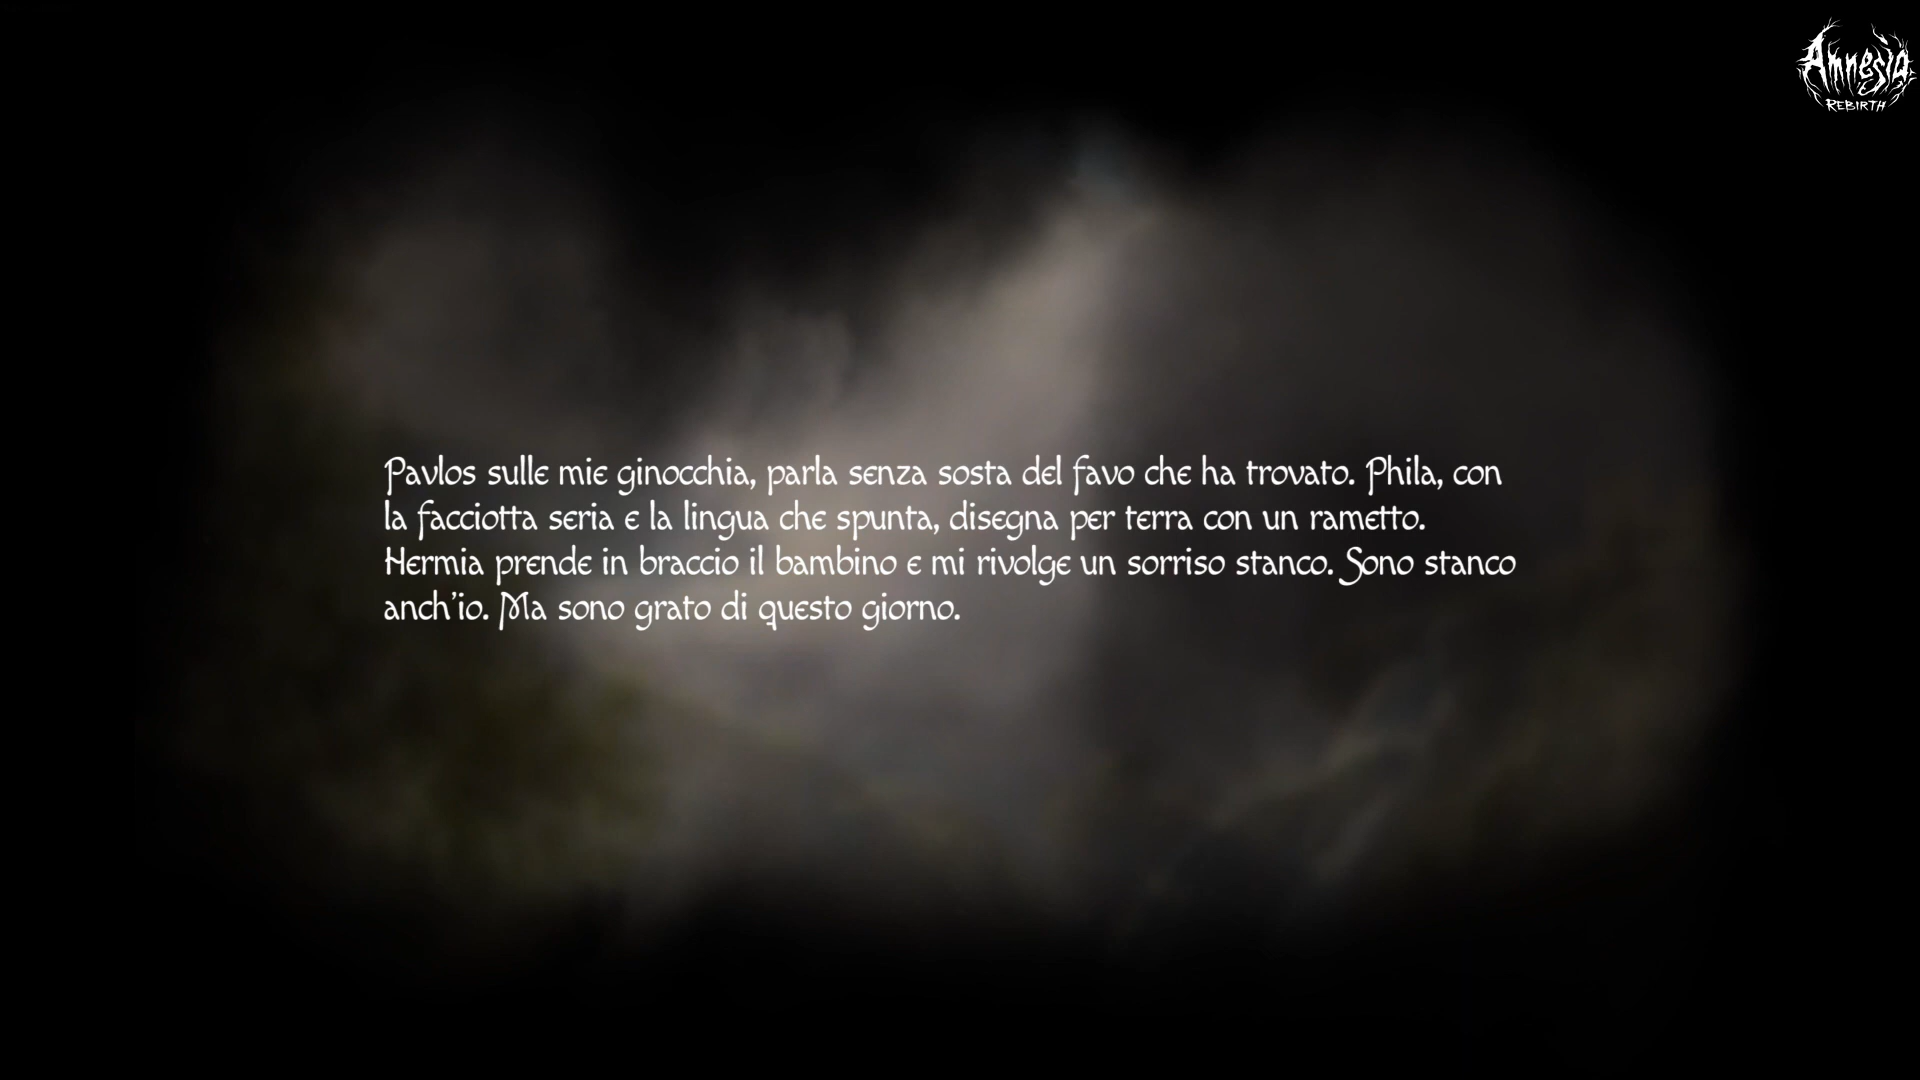 Amnesia
REBIRTH
Pavlos sulle mie ginocchia, parla senza sosta del favo che ha trovato. Phila, con
la facciotta seria e la lingua che spunta, disegna per terra con un rametto.
Hermia prende in braccio il bambino e mi rivolge un sorriso stanco. Sono stanco
anch'io. Ma sono grato di questo giorno.